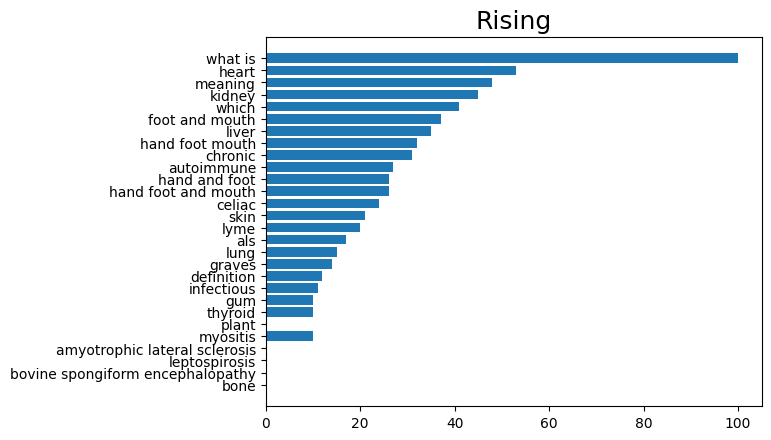 Rising
what is
heart
meaning
kidney
which
foot and mouth
liver
hand foot mouth
chronic
autoimmune
hand and foot
hand foot and mouth
celiac
skin
lyme
als
lung
graves
definition
infectious
gum
thyroid
plant
myositis
amyotrophic lateral sclerosis
leptospirosis
bovine spongiform encephalopathy
bone
0 20 40 60 80 100